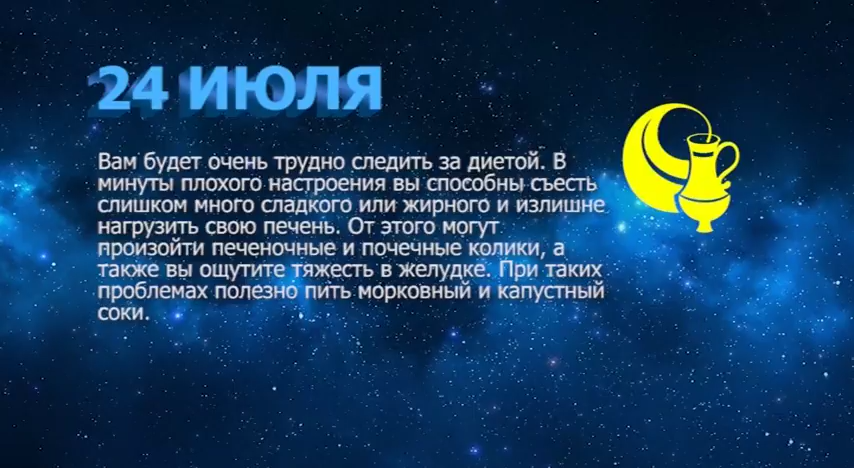 24 ИЮЛЯ
Вам будет очень трудно следить за диетой. В
минуты плохого настроения вы способны съесть
слишком много сладкого или жирного и излишне
нагрузить свою печень. От этого могут
произойти печеночные и почечные колики, а
также вы ощутите тяжесть в желудке. При таких
проблемах полезно пить морковный и капустный
соки.